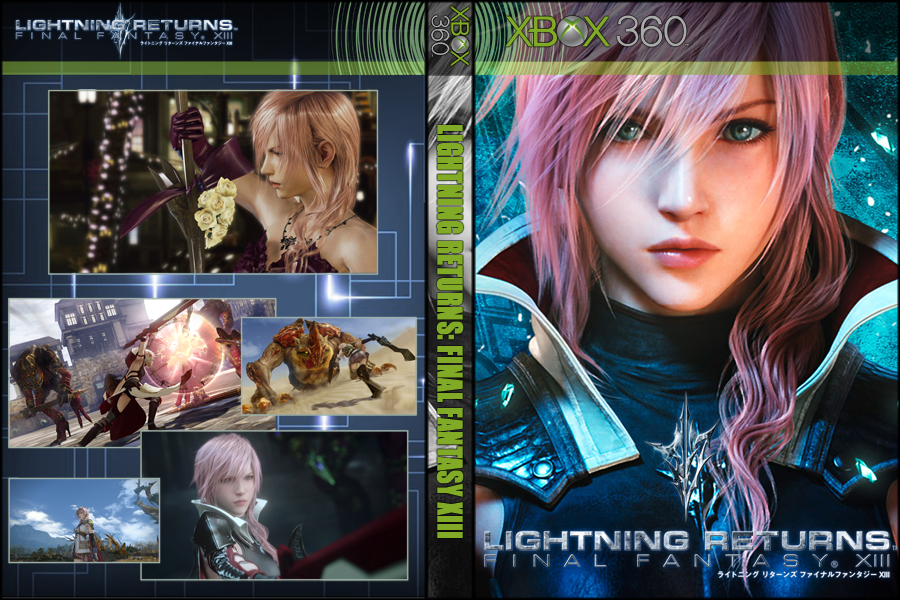 LIGHTNING RETURNS.
FINAL FANTASY. XIII
ライトニング リターンズ ファイナルファンタジー XIII
XBOX
360
LIGHTNING RETURNS: FINAL FANTASY XIII
XBOX 360
LIGHTNING RETURNS.
FINAL FANTASY® XIII
ライトニング リターンズ ファイナルファンタジー XIII